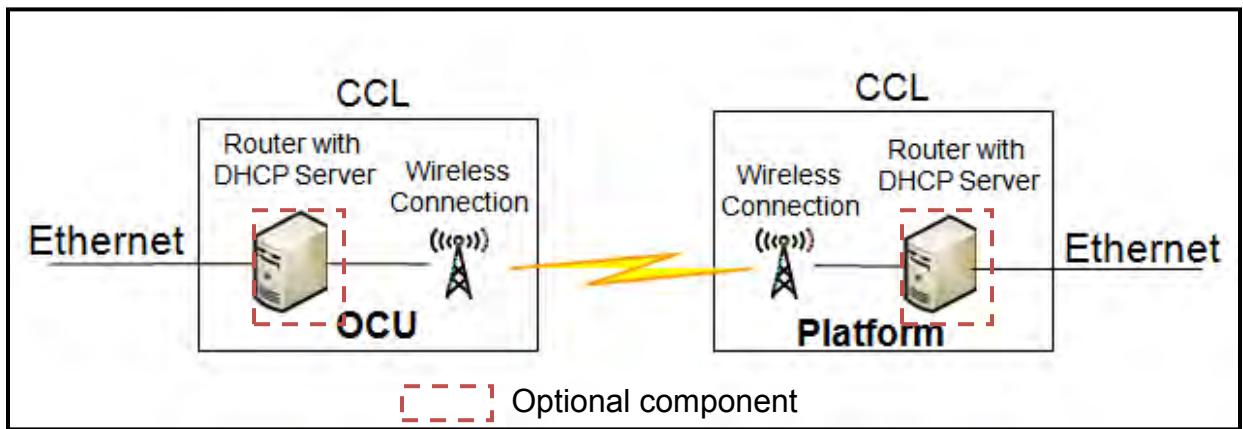 CCL
Router with
DHCP Server
Wireless
Connection
Ethernet
OCU
CCL
Wireless
Connection
Router with
DHCP Server
Ethernet
Platform
Optional component